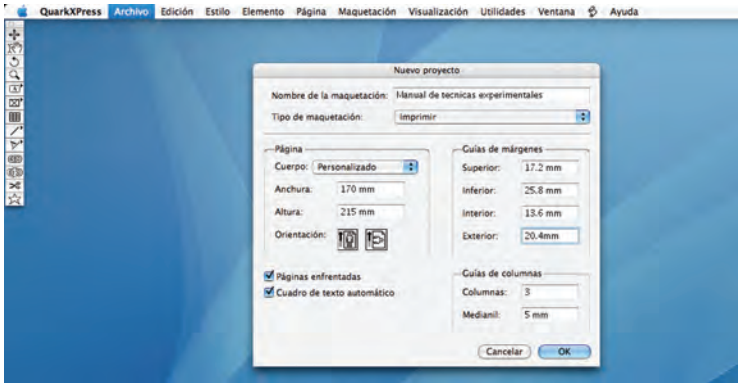 QuarkXPress Archivo Edición Estilo Elemento Página Maquetación Visualización Utilidades Ventana Ayuda
Nuevo proyecto
Nombre de la maquetación: Manual de tecnicas experimentales
Tipo de maquetación: Imprimir
Página
Cuerpo: Personalizado
Anchura: 170 mm
Altura: 215 mm
Orientación:
Guías de márgenes
Superior: 17.2 mm
Inferior: 25.8 mm
Interior: 13.6 mm
Exterior: 20.4mm
Páginas enfrentadas
Cuadro de texto automático
Guías de columnas
Columnas: 3
Medianil: 5 mm
Cancelar OK